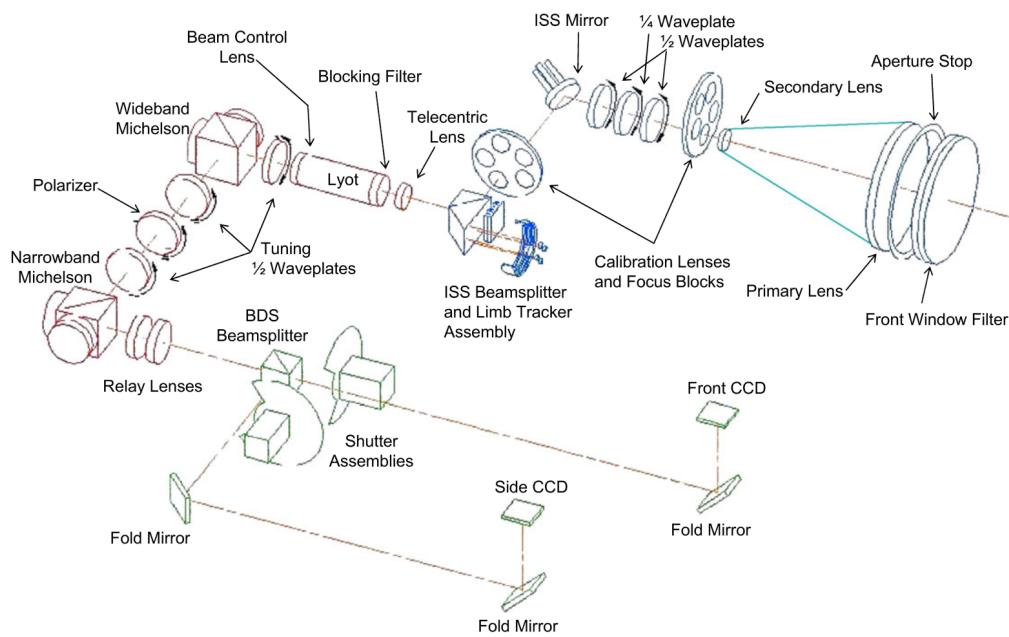 ISS Mirror
¼ Waveplate
½ Waveplates
Aperture Stop
Secondary Lens
Beam Control
Lens
Blocking Filter
Wideband
Michelson
Telecentric
Lens
Lyot
Polarizer
Tuning
½ Waveplates
Narrowband
Michelson
Calibration Lenses
and Focus Blocks
Primary Lens
Front Window Filter
ISS Beamsplitter
and Limb Tracker
Assembly
BDS
Beamsplitter
Relay Lenses
Front CCD
Shutter
Assemblies
Side CCD
Fold Mirror
Fold Mirror
Fold Mirror